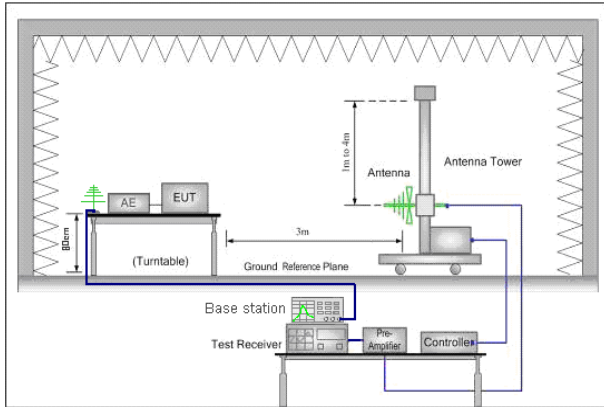 1m to 4m
Antenna
Antenna Tower
AE
EUT
80cm
3m
(Turntable)
Ground Reference Plane
Base station
Test Receiver
Pre-
Amplifier
Controlle